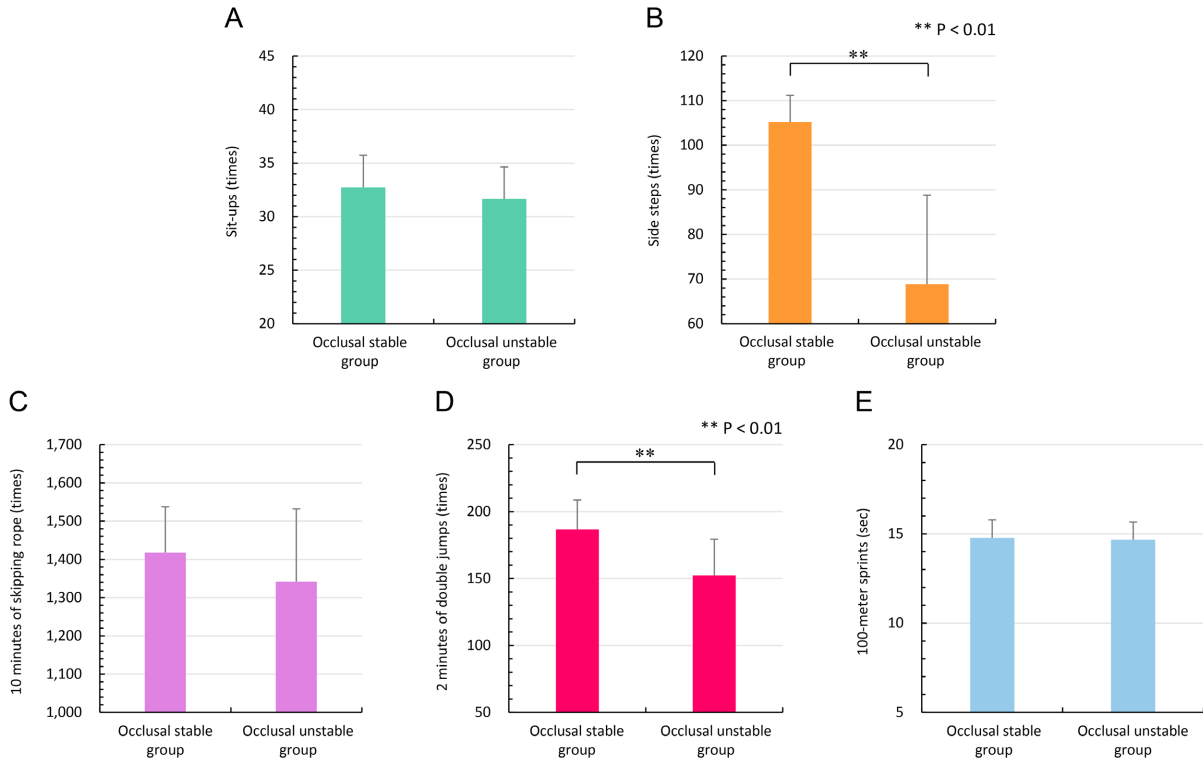 A
45
40
35
30
25
20
Sit-ups (times)
Occlusal stable
group
Occlusal unstable
group
B
** P < 0.01
**
120
110
100
90
80
70
60
Side steps (times)
Occlusal stable
group
Occlusal unstable
group
C
1,700
1,600
1,500
1,400
1,300
1,200
1,100
1,000
10 minutes of skipping rope (times)
Occlusal stable
group
Occlusal unstable
group
D
** P < 0.01
**
250
200
150
100
50
2 minutes of double jumps (times)
Occlusal stable
group
Occlusal unstable
group
E
20
15
10
5
100-meter sprints (sec)
Occlusal stable
group
Occlusal unstable
group